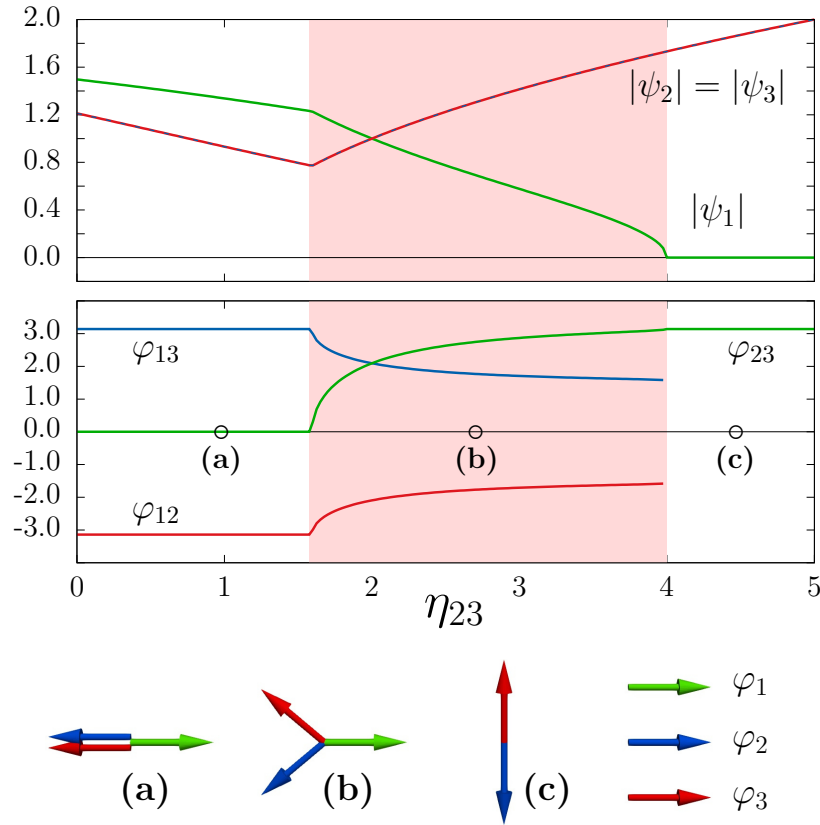 2.0
1.6
1.2
0.8
0.4
0.0
|ψ₂| = |ψ₃|
|ψ₁|
3.0
2.0
1.0
0.0
-1.0
-2.0
-3.0
φ₁₃
φ₂₃
(a)
(b)
(c)
φ₁₂
0 1 2 3 4 5
η₂₃
φ₁
φ₂
φ₃
(a)
(b)
(c)